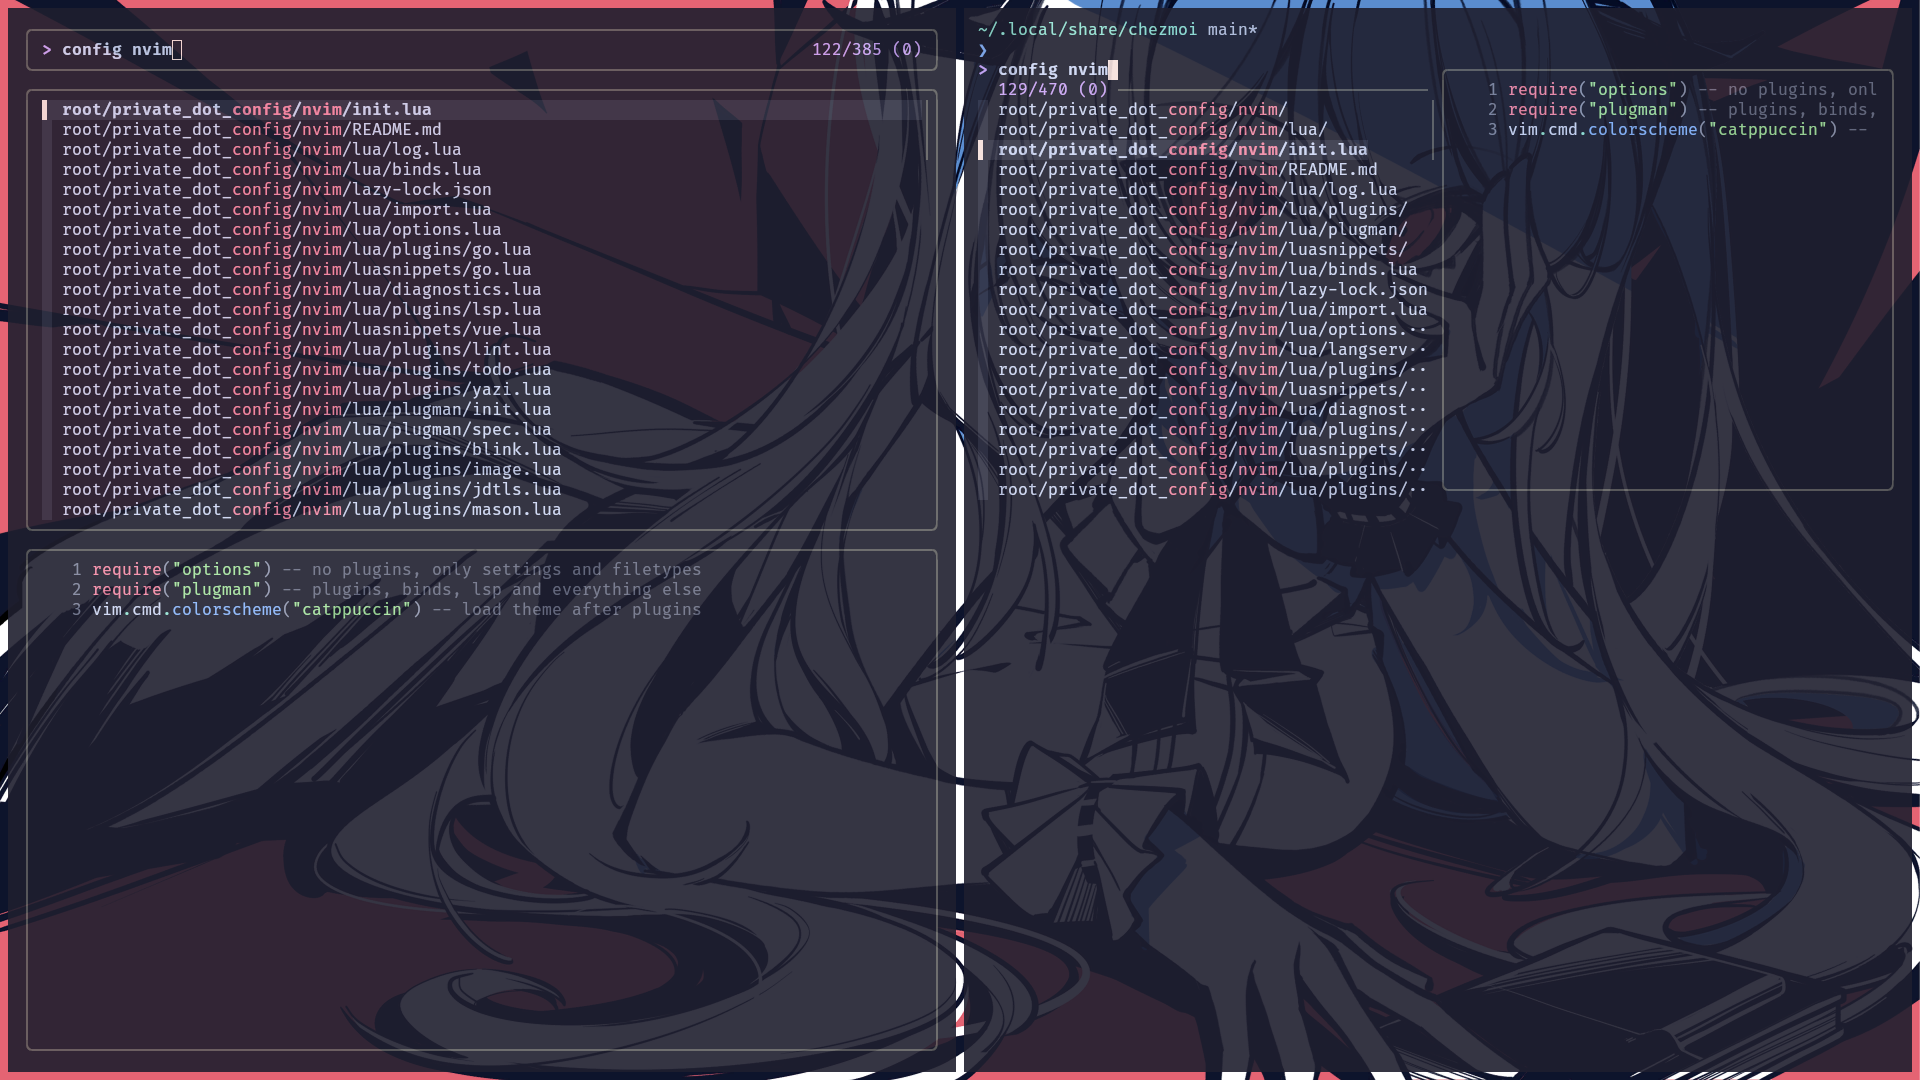 > config nvim 122/385 (0)
root/private_dot_config/nvim/init.lua
root/private_dot_config/nvim/README.md
root/private_dot_config/nvim/lua/log.lua
root/private_dot_config/nvim/lua/binds.lua
root/private_dot_config/nvim/lazy-lock.json
root/private_dot_config/nvim/lua/import.lua
root/private_dot_config/nvim/lua/options.lua
root/private_dot_config/nvim/lua/plugins/go.lua
root/private_dot_config/nvim/luasnippets/go.lua
root/private_dot_config/nvim/lua/diagnostics.lua
root/private_dot_config/nvim/lua/plugins/lsp.lua
root/private_dot_config/nvim/luasnippets/vue.lua
root/private_dot_config/nvim/lua/plugins/lint.lua
root/private_dot_config/nvim/lua/plugins/todo.lua
root/private_dot_config/nvim/lua/plugins/yazi.lua
root/private_dot_config/nvim/lua/plugman/init.lua
root/private_dot_config/nvim/lua/plugman/spec.lua
root/private_dot_config/nvim/lua/plugins/blink.lua
root/private_dot_config/nvim/lua/plugins/image.lua
root/private_dot_config/nvim/lua/plugins/jdtls.lua
root/private_dot_config/nvim/lua/plugins/mason.lua
1 require("options") -- no plugins, only settings and filetypes
2 require("plugman") -- plugins, binds, lsp and everything else
3 vim.cmd.colorscheme("catppuccin") -- load theme after plugins
~/.local/share/chezmoi main*
❯
> config nvim
129/470 (0)
root/private_dot_config/nvim/
root/private_dot_config/nvim/lua/
root/private_dot_config/nvim/init.lua
root/private_dot_config/nvim/README.md
root/private_dot_config/nvim/lua/log.lua
root/private_dot_config/nvim/lua/plugins/
root/private_dot_config/nvim/lua/plugman/
root/private_dot_config/nvim/luasnippets/
root/private_dot_config/nvim/lua/binds.lua
root/private_dot_config/nvim/lazy-lock.json
root/private_dot_config/nvim/lua/import.lua
root/private_dot_config/nvim/lua/options.··
root/private_dot_config/nvim/lua/langserv··
root/private_dot_config/nvim/lua/plugins/··
root/private_dot_config/nvim/luasnippets/··
root/private_dot_config/nvim/lua/diagnost··
root/private_dot_config/nvim/lua/plugins/··
root/private_dot_config/nvim/luasnippets/··
root/private_dot_config/nvim/lua/plugins/··
root/private_dot_config/nvim/lua/plugins/··
1 require("options") -- no plugins, onl
2 require("plugman") -- plugins, binds,
3 vim.cmd.colorscheme("catppuccin") --